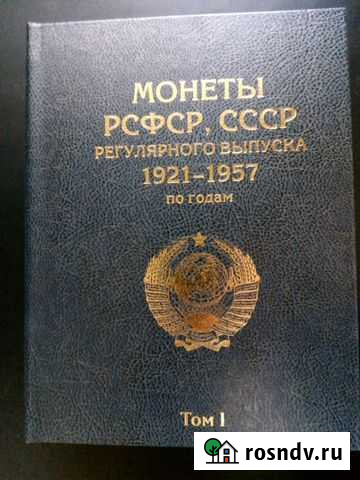 МОНЕТЫ
РСФСР, СССР
РЕГУЛЯРНОГО ВЫПУСКА
1921-1957
ПО ГОДАМ
Том I
rosndv.ru